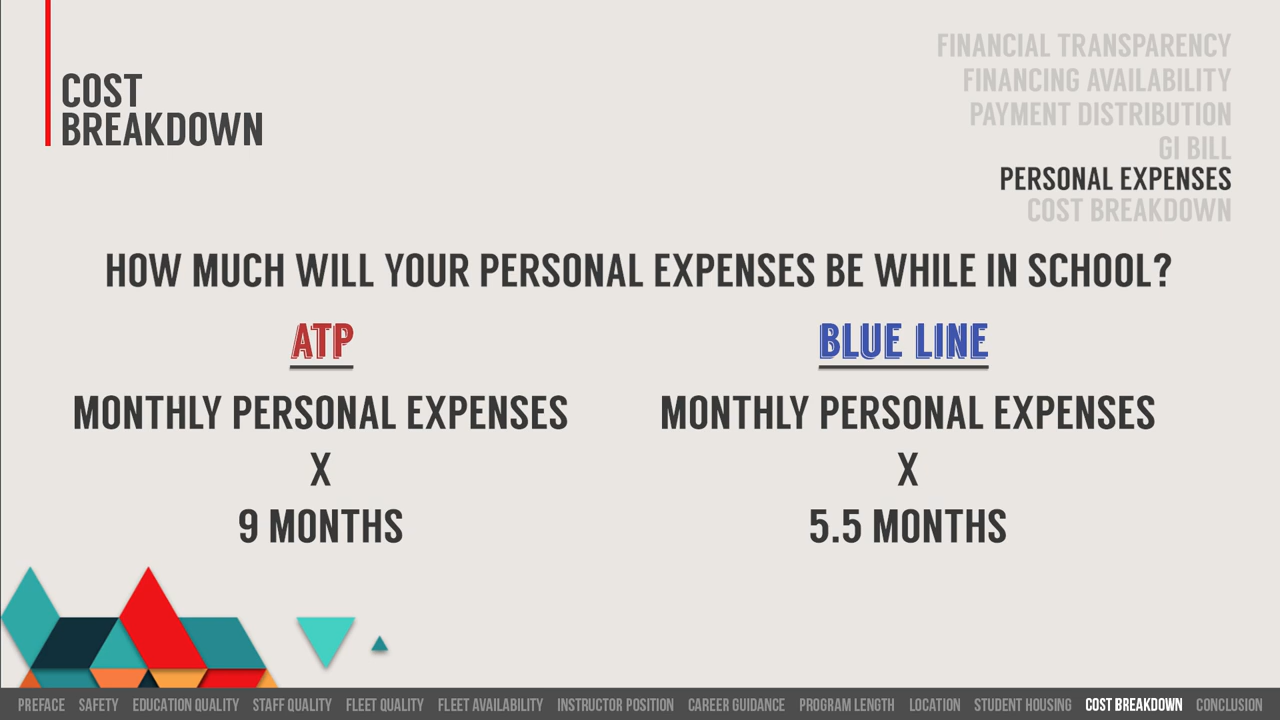 COST
BREAKDOWN
FINANCIAL TRANSPARENCY
FINANCING AVAILABILITY
PAYMENT DISTRIBUTION
GI BILL
PERSONAL EXPENSES
COST BREAKDOWN
HOW MUCH WILL YOUR PERSONAL EXPENSES BE WHILE IN SCHOOL?
ATP
MONTHLY PERSONAL EXPENSES
X
9 MONTHS
BLUE LINE
MONTHLY PERSONAL EXPENSES
X
5.5 MONTHS
PREFACE SAFETY EDUCATION QUALITY STAFF QUALITY FLEET QUALITY FLEET AVAILABILITY INSTRUCTOR POSITION CAREER GUIDANCE PROGRAM LENGTH LOCATION STUDENT HOUSING COST BREAKDOWN CONCLUSION